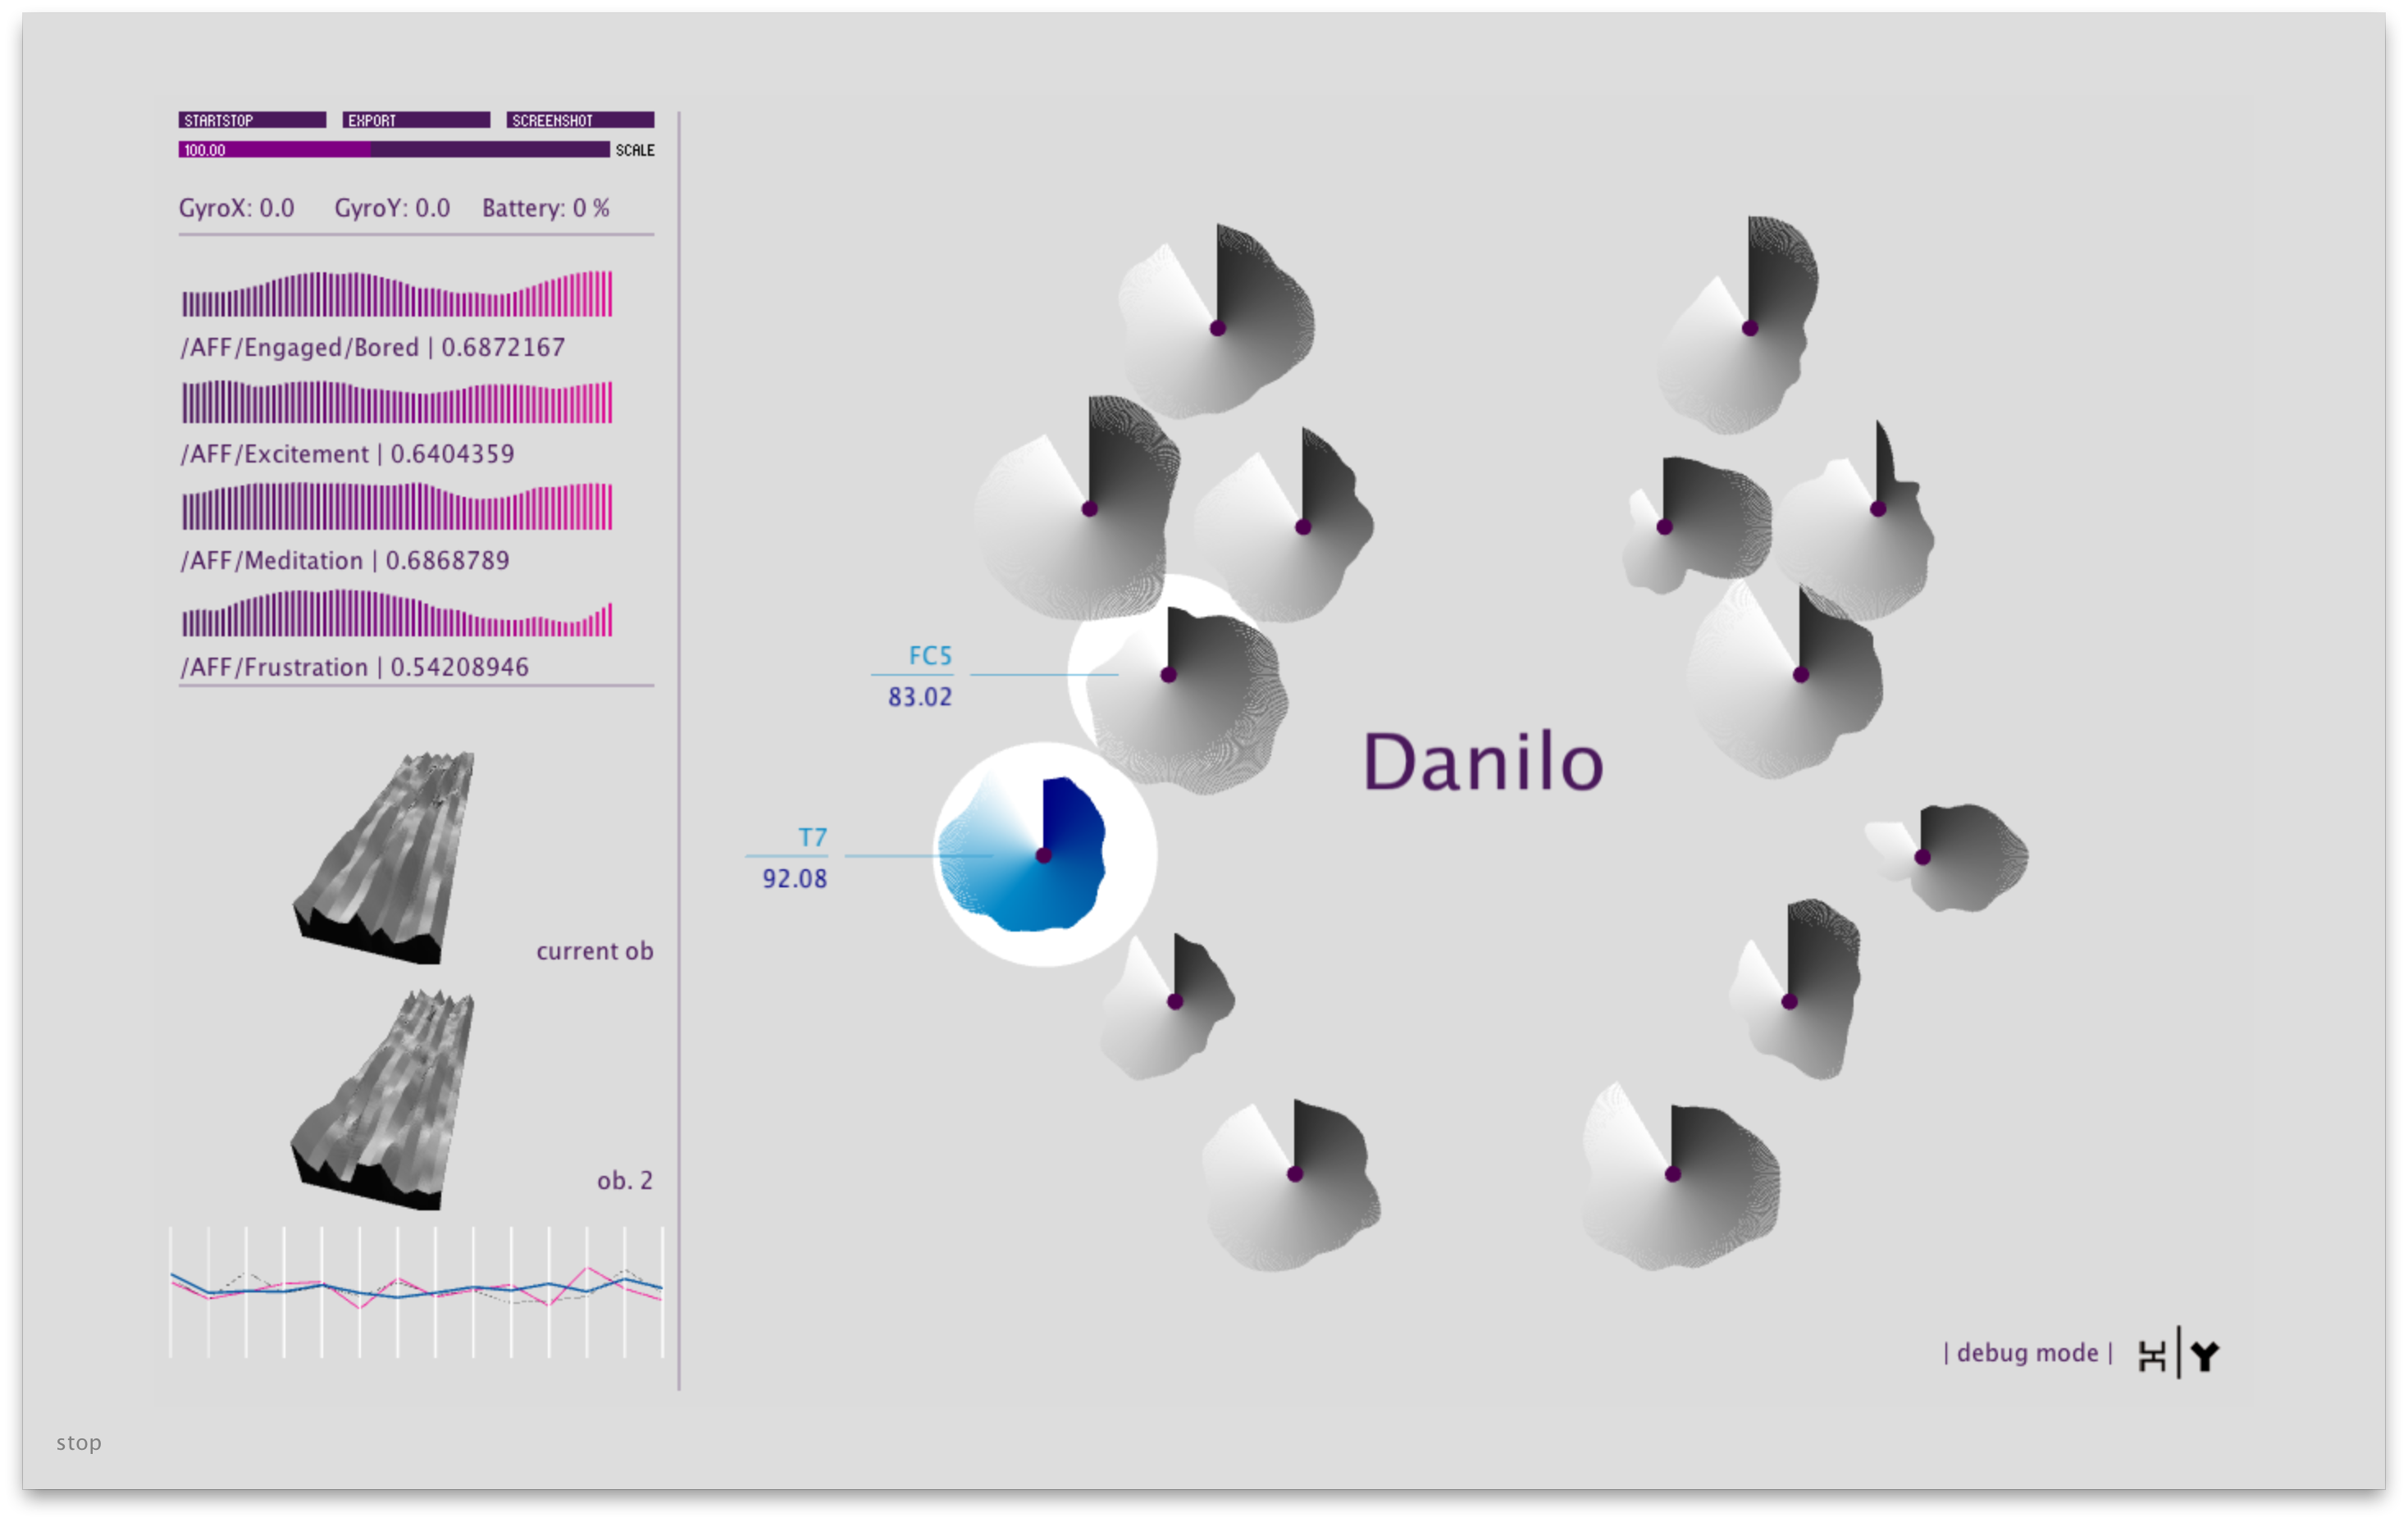 STARTSTOP EXPORT SCREENSHOT
100.00 SCALE
GyroX: 0.0 GyroY: 0.0 Battery: 0 %
/AFF/Engaged/Bored | 0.6872167
/AFF/Excitement | 0.6404359
/AFF/Meditation | 0.6868789
/AFF/Frustration | 0.54208946
current ob
ob. 2
FC5
83.02
T7
92.08
Danilo
| debug mode | H|Y
stop